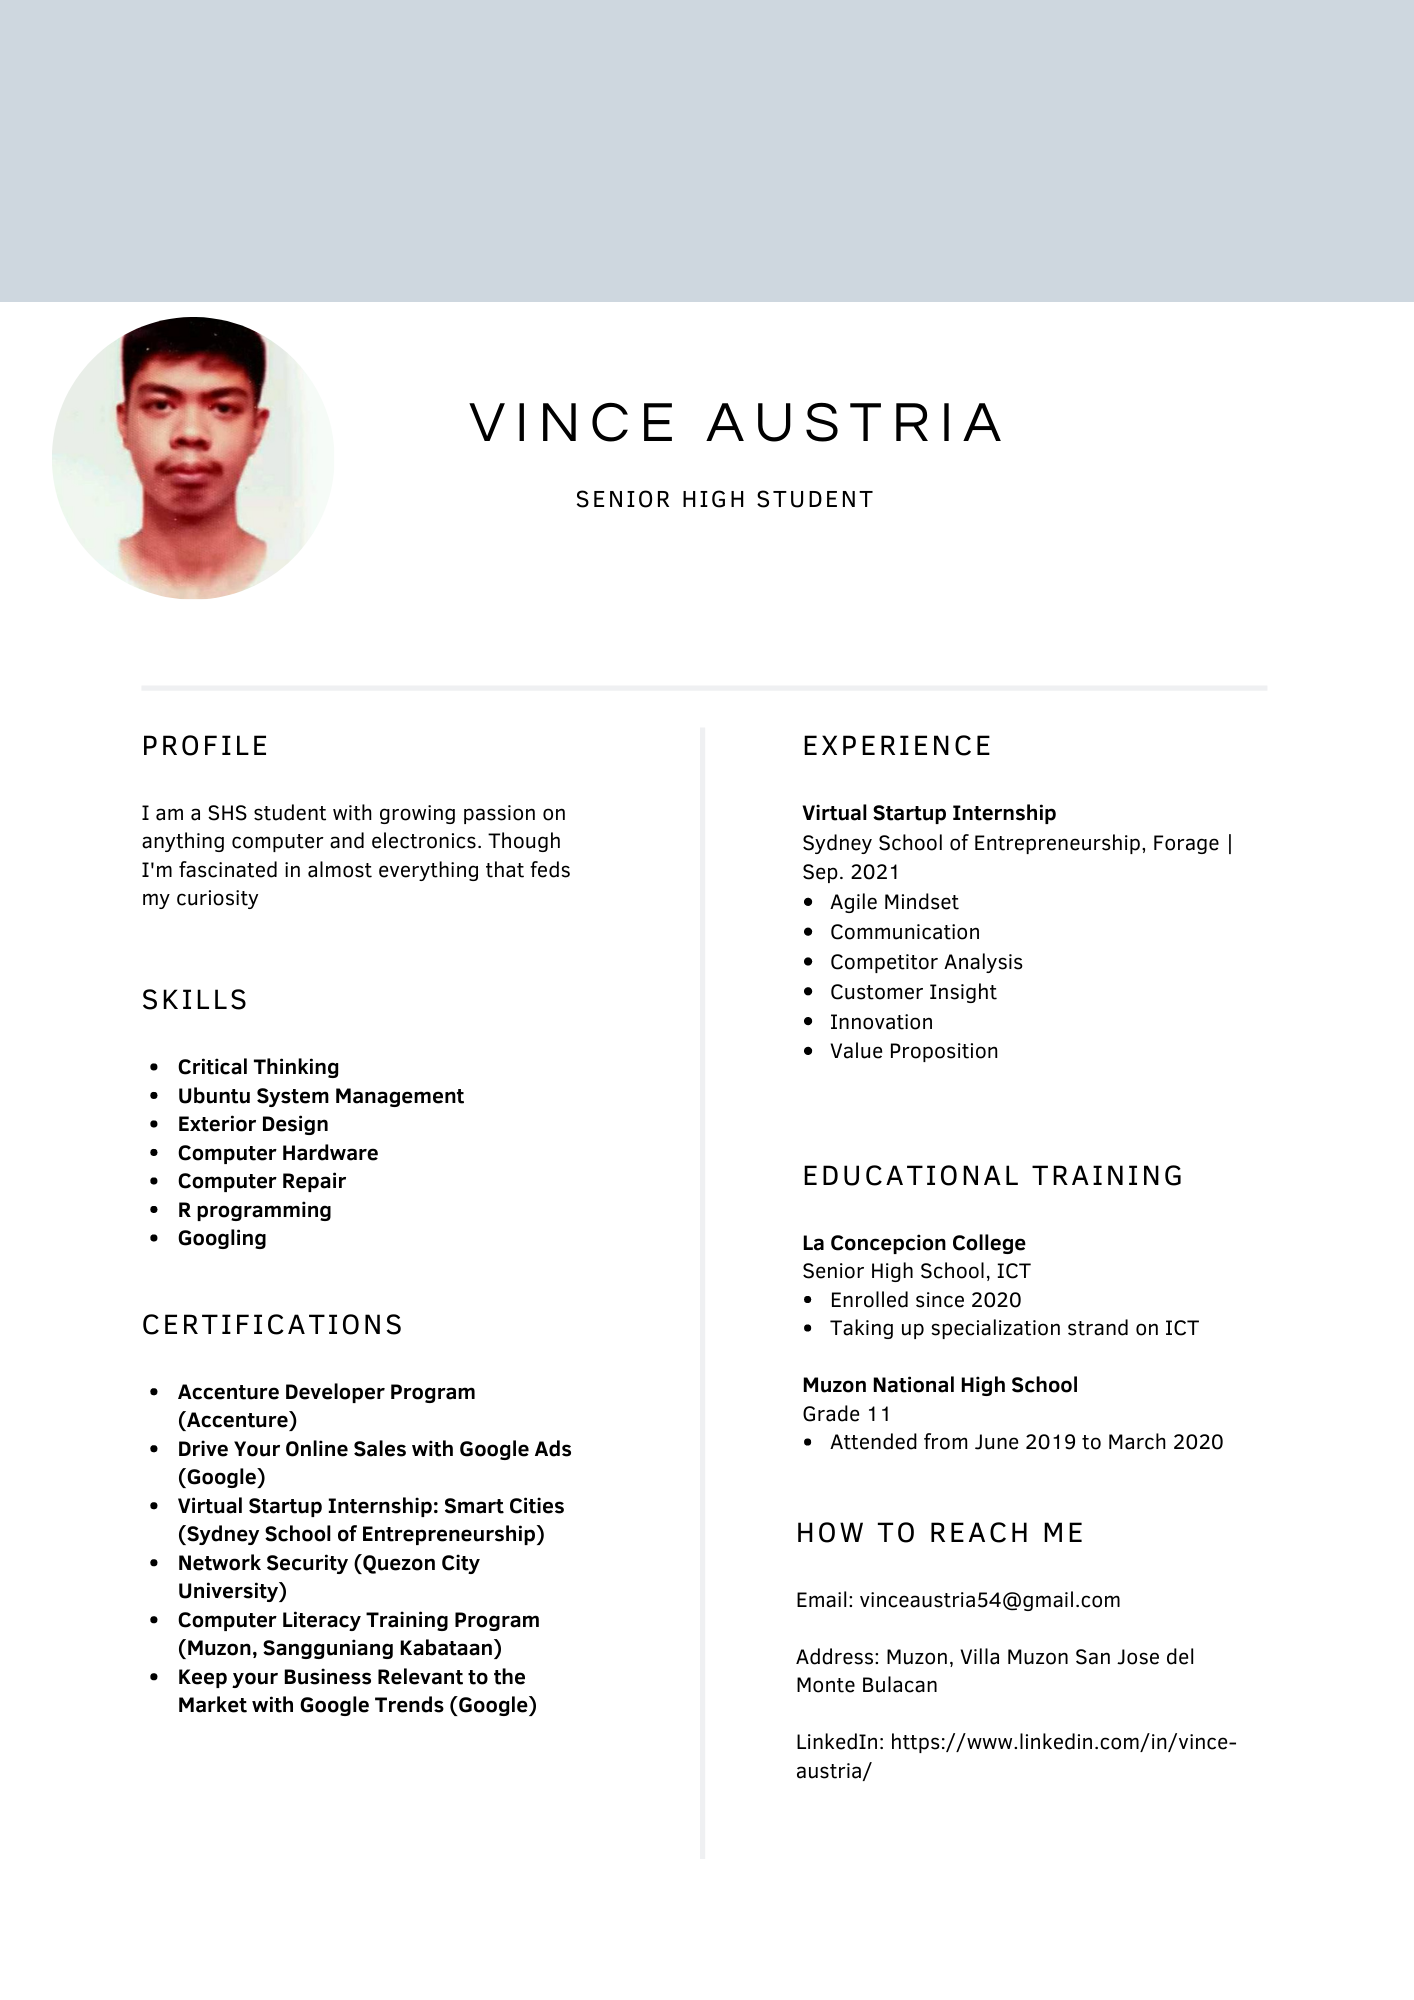 VINCE AUSTRIA
SENIOR HIGH STUDENT
PROFILE
I am a SHS student with growing passion on
anything computer and electronics. Though
I'm fascinated in almost everything that feds
my curiosity
SKILLS
• Critical Thinking
• Ubuntu System Management
• Exterior Design
• Computer Hardware
• Computer Repair
• R programming
• Googling
CERTIFICATIONS
• Accenture Developer Program
(Accenture)
• Drive Your Online Sales with Google Ads
(Google)
• Virtual Startup Internship: Smart Cities
(Sydney School of Entrepreneurship)
• Network Security (Quezon City
University)
• Computer Literacy Training Program
(Muzon, Sangguniang Kabataan)
• Keep your Business Relevant to the
Market with Google Trends (Google)
EXPERIENCE
Virtual Startup Internship
Sydney School of Entrepreneurship, Forage |
Sep. 2021
• Agile Mindset
• Communication
• Competitor Analysis
• Customer Insight
• Innovation
• Value Proposition
EDUCATIONAL TRAINING
La Concepcion College
Senior High School, ICT
• Enrolled since 2020
• Taking up specialization strand on ICT
Muzon National High School
Grade 11
• Attended from June 2019 to March 2020
HOW TO REACH ME
Email: vinceaustria54@gmail.com
Address: Muzon, Villa Muzon San Jose del
Monte Bulacan
LinkedIn: https://www.linkedin.com/in/vince-
austria/